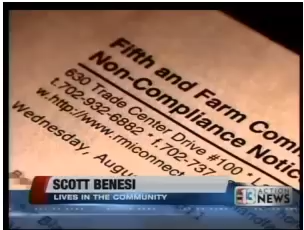 Fifth and Farm Com
Non-Compliance Notic
630 Trade Center Drive #100 • L
t.702-932-6882 • f.702-737
w.http://www.rmiconnect
Wednesday, Augu
SCOTT BENESI
LIVES IN THE COMMUNITY
13 ACTION
NEWS